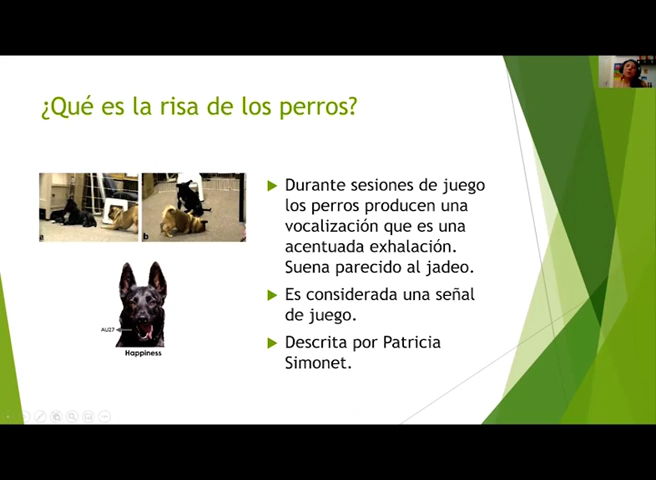 ¿Qué es la risa de los perros?
a
b
Durante sesiones de juego
los perros producen una
vocalización que es una
acentuada exhalación.
Suena parecido al jadeo.
Es considerada una señal
de juego.
Descrita por Patricia
Simonet.
AU27
Happiness